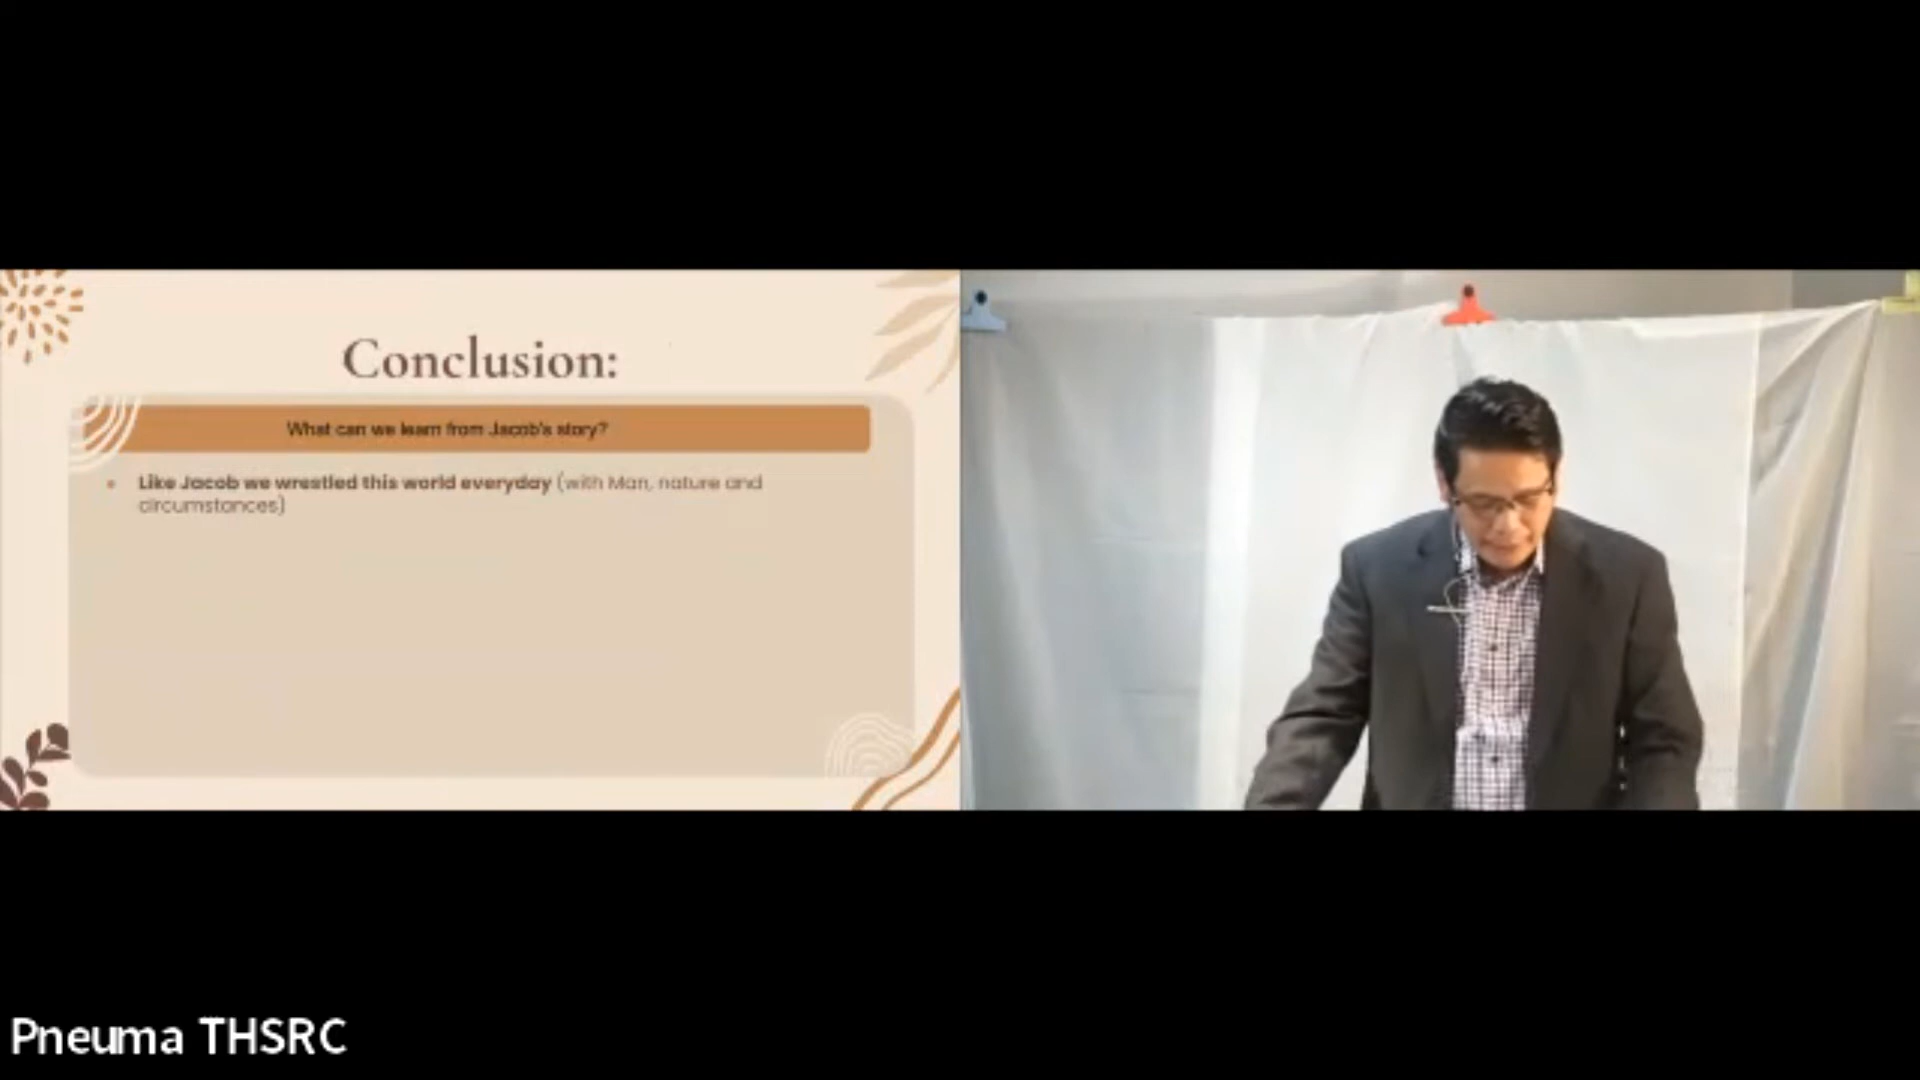 Conclusion:
What can we learn from Jacob's story?
Like Jacob we wrestled this world everyday (with Man, nature and
circumstances)
Pneuma THSRC